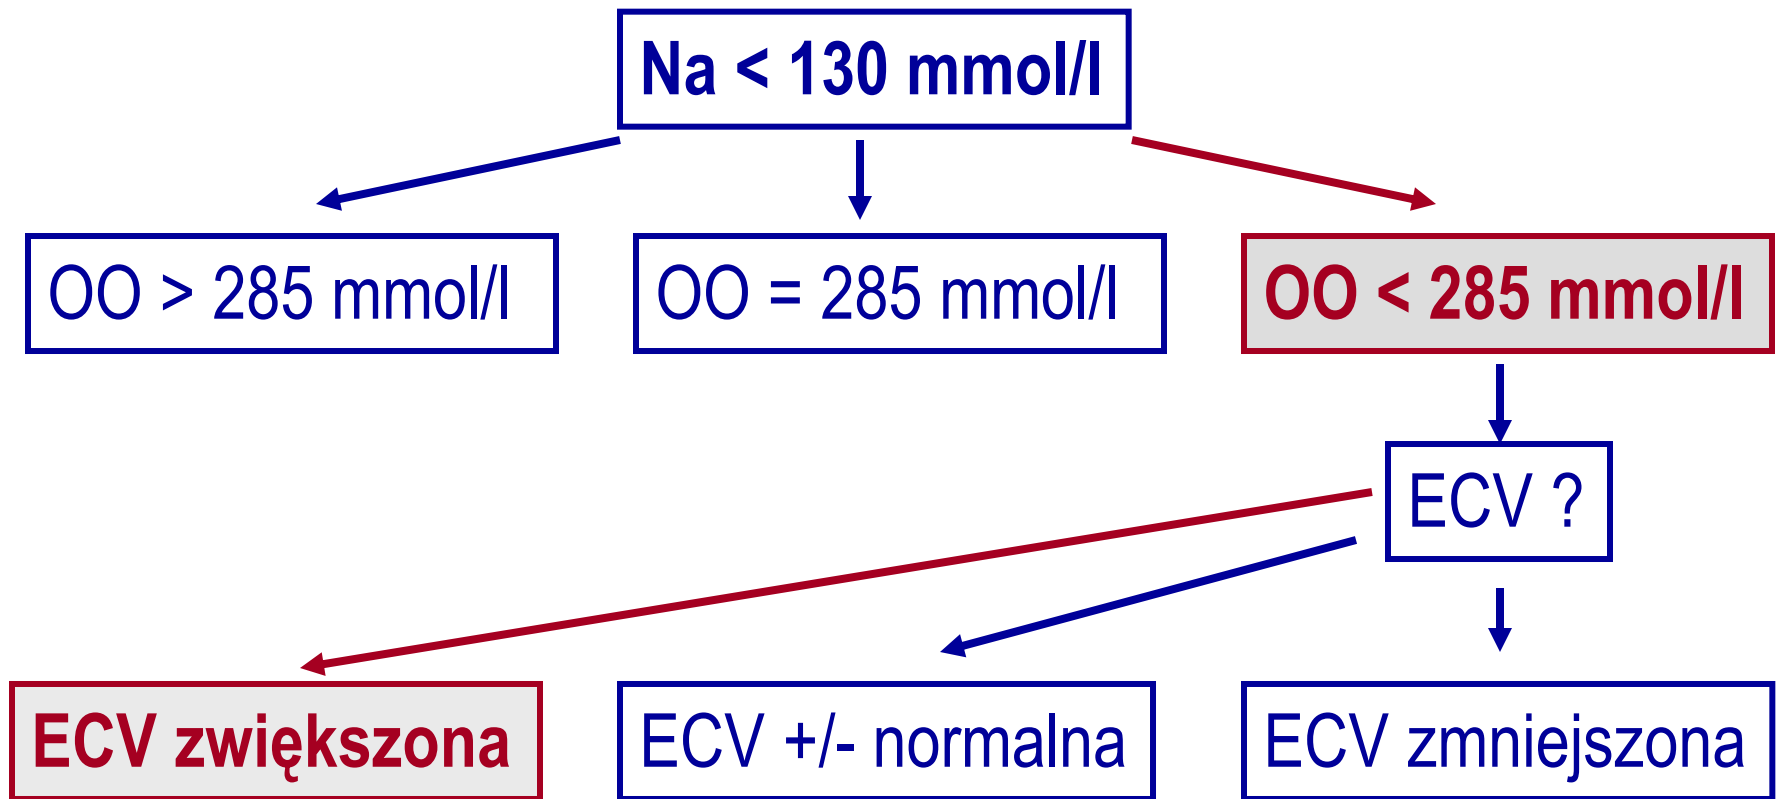 Na < 130 mmol/l
OO > 285 mmol/l
OO = 285 mmol/l
OO < 285 mmol/l
ECV ?
ECV zwiększona
ECV +/- normalna
ECV zmniejszona